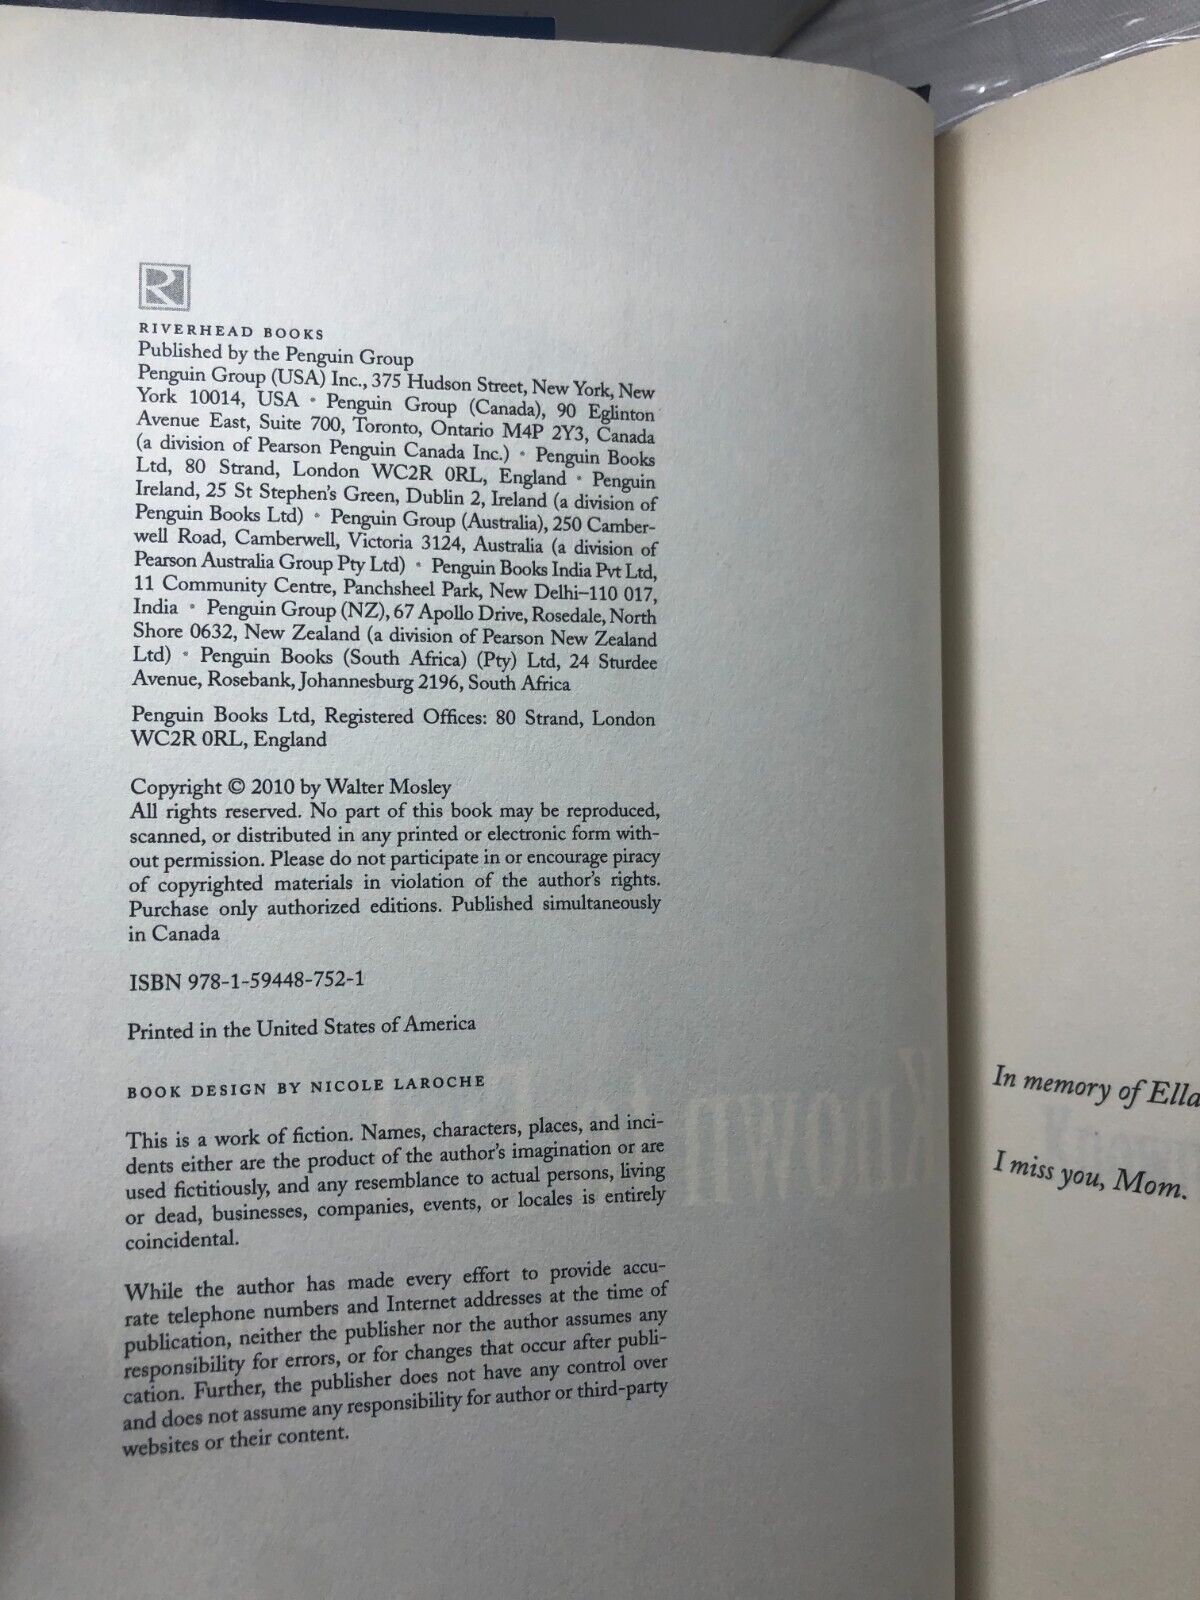 R
RIVERHEAD BOOKS
Published by the Penguin Group
Penguin Group (USA) Inc., 375 Hudson Street, New York, New
York 10014, USA • Penguin Group (Canada), 90 Eglinton
Avenue East, Suite 700, Toronto, Ontario M4P 2Y3, Canada
(a division of Pearson Penguin Canada Inc.) • Penguin Books
Ltd, 80 Strand, London WC2R 0RL, England • Penguin
Ireland, 25 St Stephen's Green, Dublin 2, Ireland (a division of
Penguin Books Ltd) • Penguin Group (Australia), 250 Camber-
well Road, Camberwell, Victoria 3124, Australia (a division of
Pearson Australia Group Pty Ltd) • Penguin Books India Pvt Ltd,
11 Community Centre, Panchsheel Park, New Delhi–110 017,
India • Penguin Group (NZ), 67 Apollo Drive, Rosedale, North
Shore 0632, New Zealand (a division of Pearson New Zealand
Ltd) • Penguin Books (South Africa) (Pty) Ltd, 24 Sturdee
Avenue, Rosebank, Johannesburg 2196, South Africa
Penguin Books Ltd, Registered Offices: 80 Strand, London
WC2R 0RL, England
Copyright © 2010 by Walter Mosley
All rights reserved. No part of this book may be reproduced,
scanned, or distributed in any printed or electronic form with-
out permission. Please do not participate in or encourage piracy
of copyrighted materials in violation of the author's rights.
Purchase only authorized editions. Published simultaneously
in Canada
ISBN 978-1-59448-752-1
Printed in the United States of America
BOOK DESIGN BY NICOLE LAROCHE
This is a work of fiction. Names, characters, places, and inci-
dents either are the product of the author's imagination or are
used fictitiously, and any resemblance to actual persons, living
or dead, businesses, companies, events, or locales is entirely
coincidental.
While the author has made every effort to provide accu-
rate telephone numbers and Internet addresses at the time of
publication, neither the publisher nor the author assumes any
responsibility for errors, or for changes that occur after publi-
cation. Further, the publisher does not have any control over
and does not assume any responsibility for author or third-party
websites or their content.
In memory of Ella
I miss you, Mom.